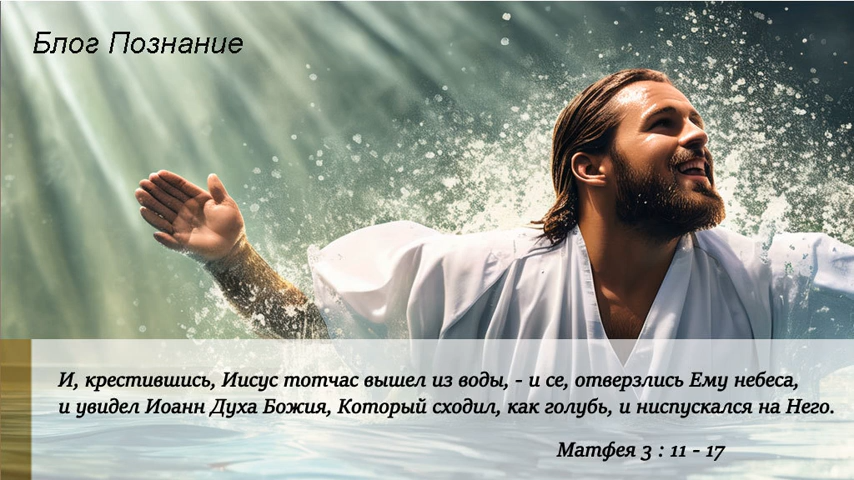 Блог Познание
И, крестившись, Иисус тотчас вышел из воды, - и се, отверзлись Ему небеса,
и увидел Иоанн Духа Божия, Который сходил, как голубь, и ниспускался на Него.
Матфея 3 : 11 - 17